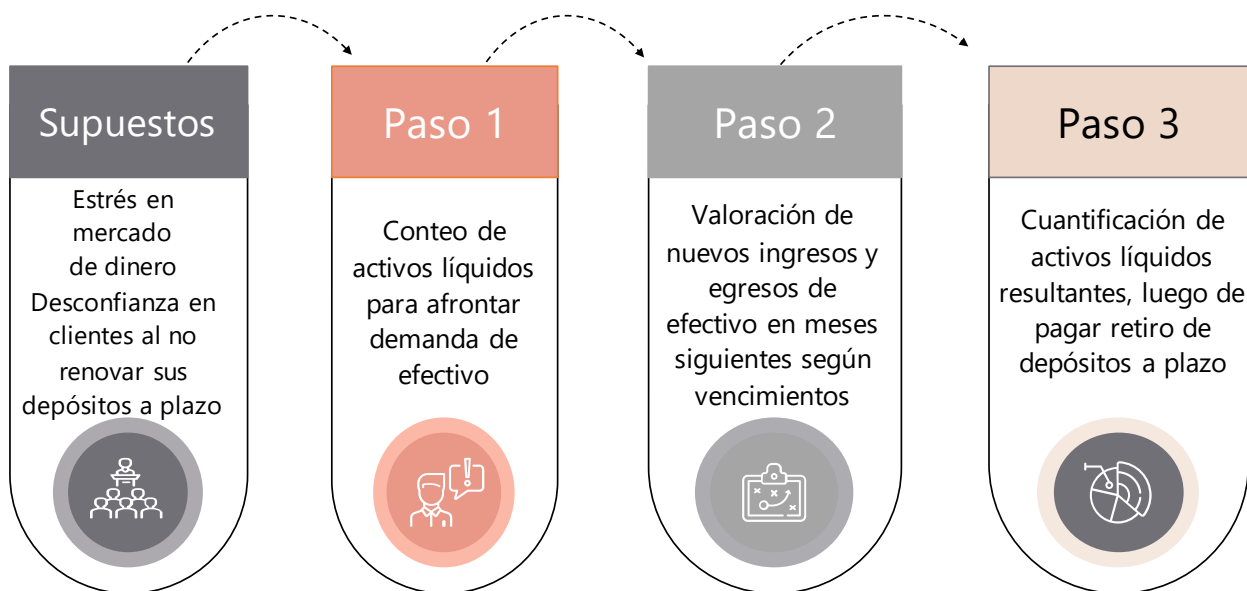 Supuestos
Estrés en
mercado
de dinero
Desconfianza en
clientes al no
renovar sus
depósitos a plazo
Paso 1
Conteo de
activos líquidos
para afrontar
demanda de
efectivo
Paso 2
Valoración de
nuevos ingresos y
egresos de
efectivo en meses
siguientes según
vencimientos
Paso 3
Cuantificación de
activos líquidos
resultantes, luego de
pagar retiro de
depósitos a plazo